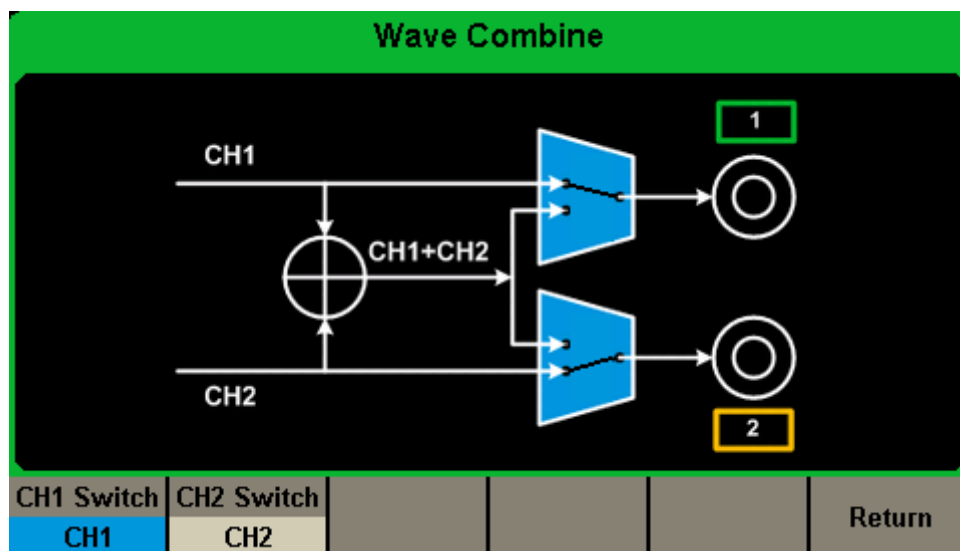 Wave Combine
1
CH1
CH1+CH2
CH2
2
CH1 Switch CH2 Switch
Return
CH1 CH2